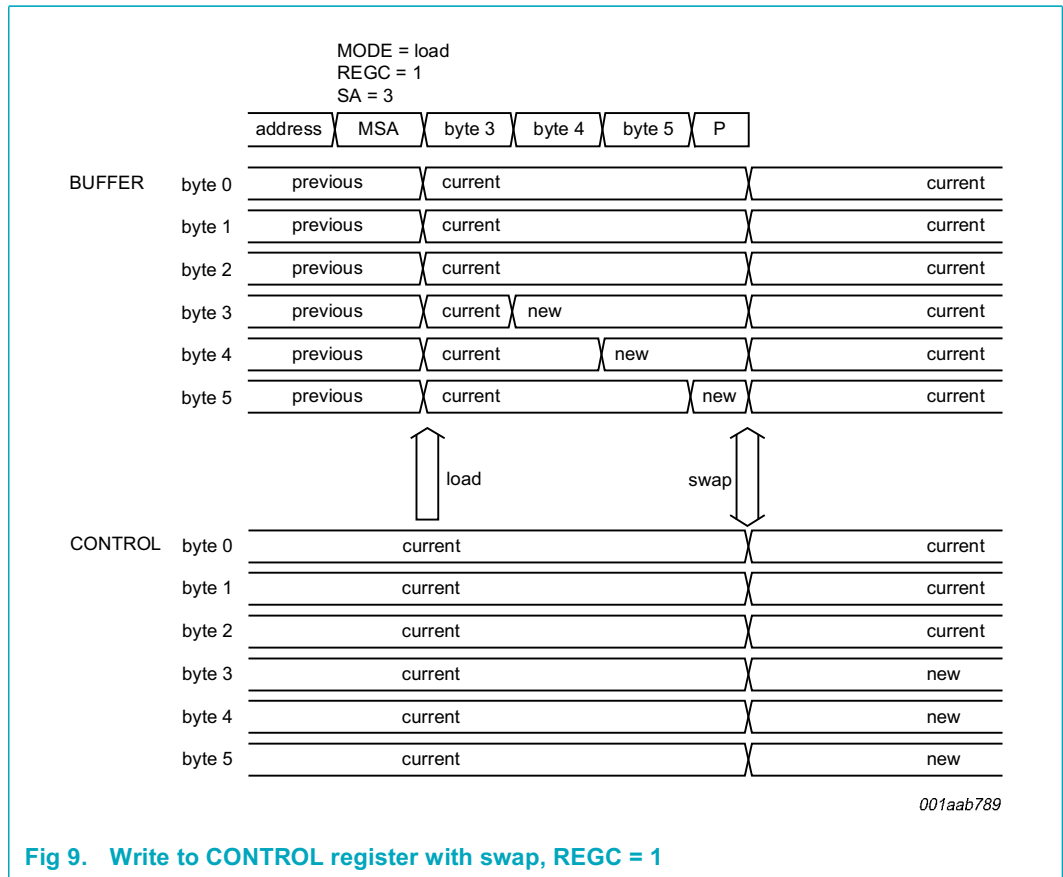 MODE = load
REGC = 1
SA = 3
address MSA byte 3 byte 4 byte 5 P
BUFFER byte 0 previous current current
byte 1 previous current current
byte 2 previous current current
byte 3 previous current new current
byte 4 previous current new current
byte 5 previous current new current
load swap
CONTROL byte 0 current current
byte 1 current current
byte 2 current current
byte 3 current new
byte 4 current new
byte 5 current new
001aab789
Fig 9. Write to CONTROL register with swap, REGC = 1